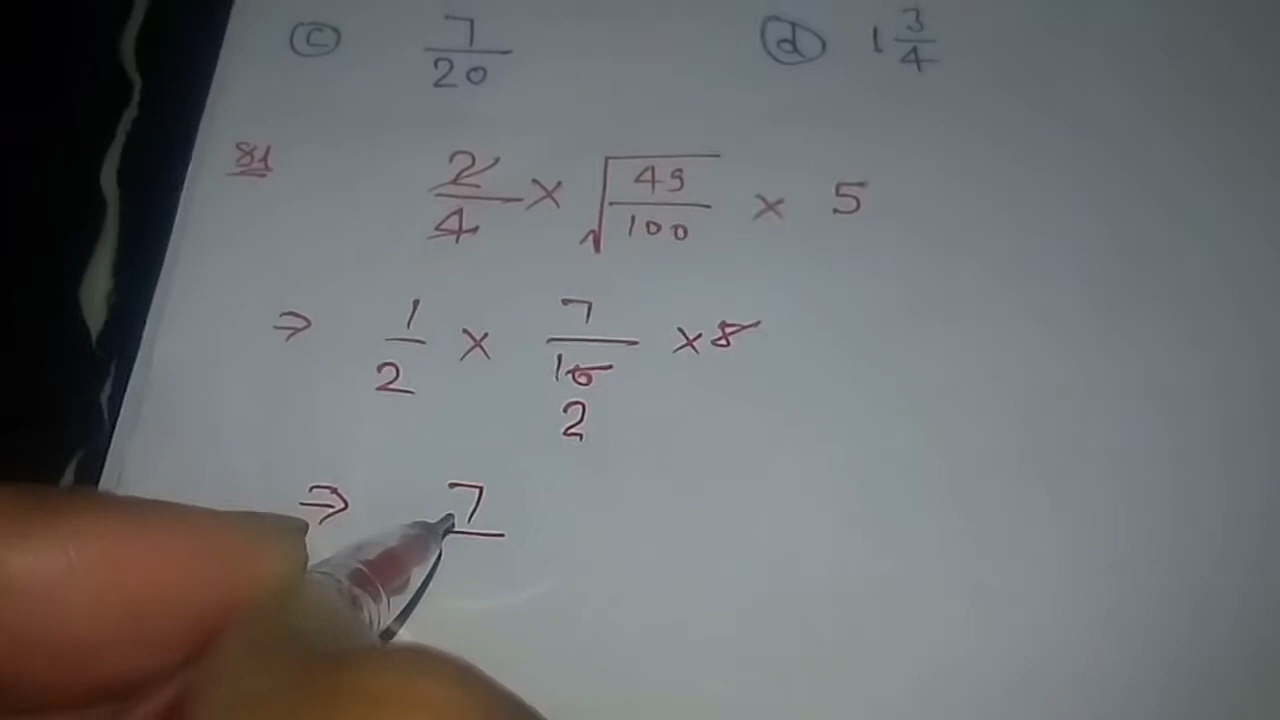 (c) 7/20 (d) 1 3/4
81 2/4 × √(49/100) × 5
⇒ 1/2 × 7/10 × 5
2
⇒ 7